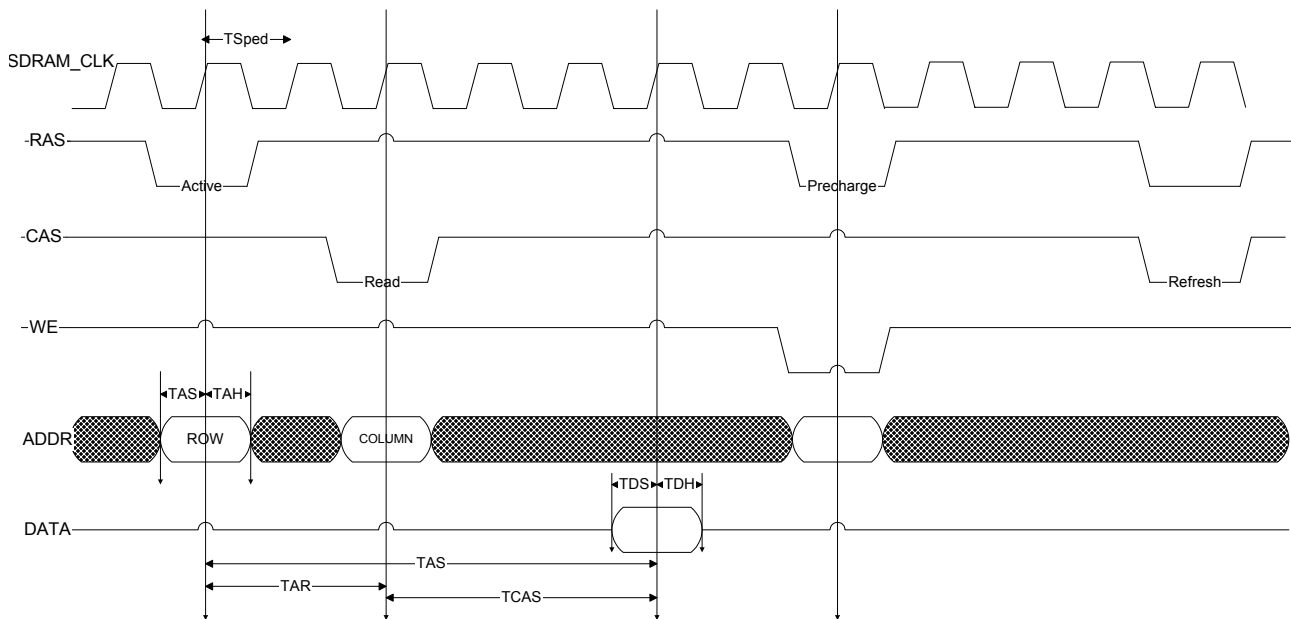 TSped
SDRAM_CLK
-RAS
Active
Precharge
-CAS
Read
Refresh
-WE
TAS TAH
ADDR
ROW
COLUMN
TDS TDH
DATA
TAS
TAR
TCAS